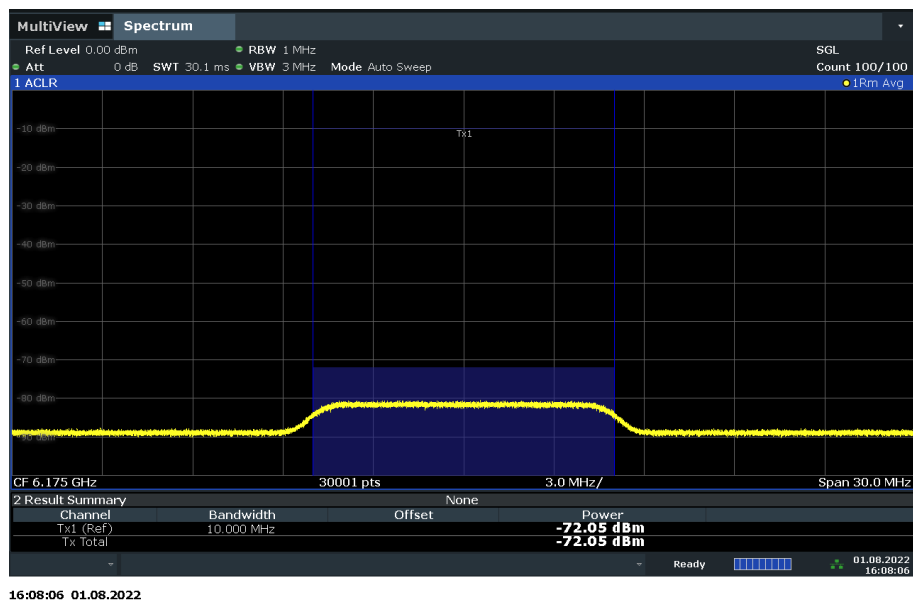 MultiView Spectrum
Ref Level 0.00 dBm RBW 1 MHz SGL
Att 0 dB SWT 30.1 ms VBW 3 MHz Mode Auto Sweep Count 100/100
1 ACLR 1Rm Avg
-10 dBm
Tx1
-20 dBm
-30 dBm
-40 dBm
-50 dBm
-60 dBm
-70 dBm
-80 dBm
-90 dBm
CF 6.175 GHz 30001 pts 3.0 MHz/ Span 30.0 MHz
2 Result Summary None
Channel Bandwidth Offset Power
Tx1 (Ref) 10.000 MHz -72.05 dBm
Tx Total -72.05 dBm
Ready 01.08.2022
16:08:06
16:08:06 01.08.2022